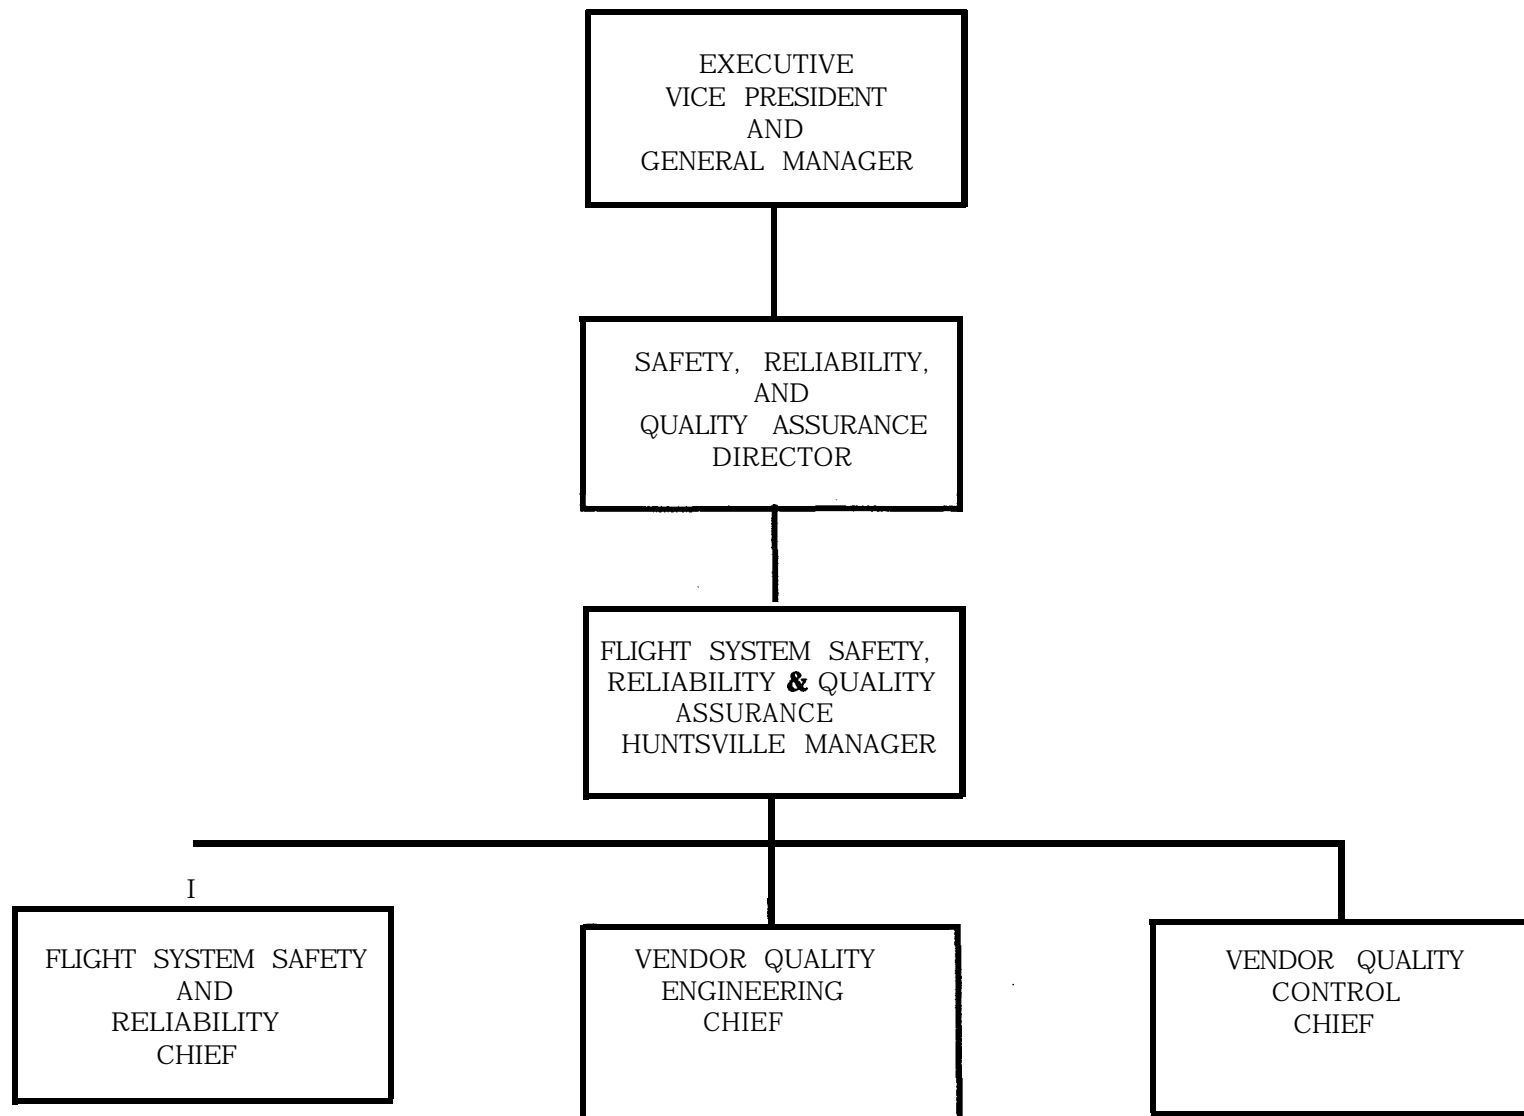 EXECUTIVE
VICE PRESIDENT
AND
GENERAL MANAGER
SAFETY, RELIABILITY,
AND
QUALITY ASSURANCE
DIRECTOR
FLIGHT SYSTEM SAFETY,
RELIABILITY & QUALITY
ASSURANCE
HUNTSVILLE MANAGER
I
FLIGHT SYSTEM SAFETY
AND
RELIABILITY
CHIEF
VENDOR QUALITY
ENGINEERING
CHIEF
VENDOR QUALITY
CONTROL
CHIEF